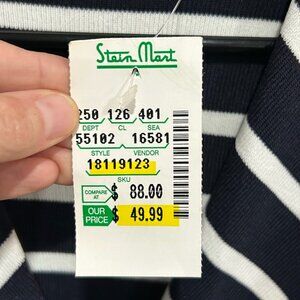 Stein Mart
250 126 401
DEPT CL SEA
55102 16581
STYLE VENDOR
18119123
SKU
COMPARE AT $ 88.00
OUR PRICE $ 49.99